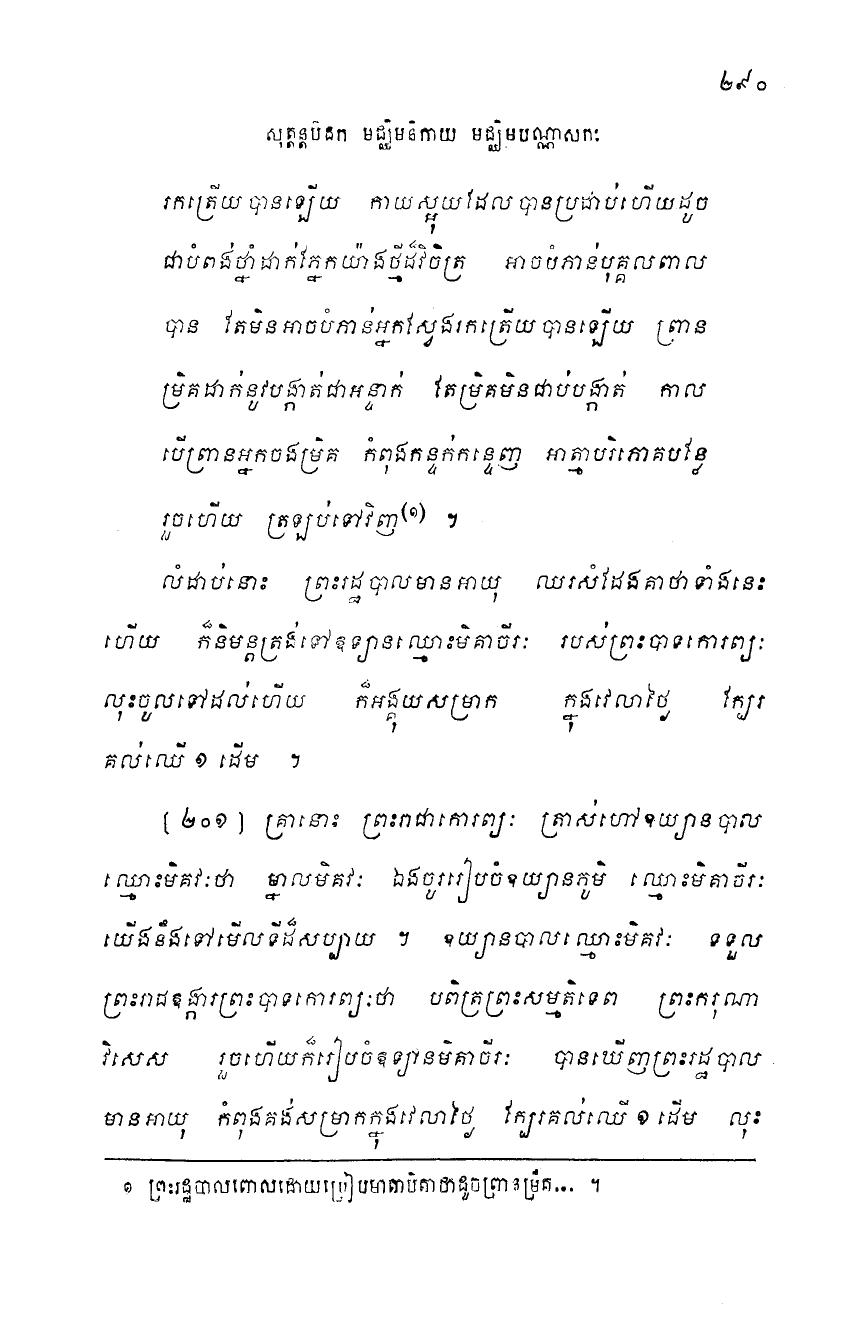 ២៩០
សុត្តន្តបិដក មជ្ឈិមនិកាយ មជ្ឈិមបណ្ណាសកៈ
រកត្រើយបានឡើយ កាយស្អុយដែលបានប្រដាប់ហើយដូច
ជាបំពង់ថ្នាំដាក់ភ្នែកយ៉ាងថ្មីដ៏វិចិត្រ អាចបំភាន់បុគ្គលពាល
បាន តែមិនអាចបំភាន់អ្នកស្វែងរកត្រើយបានឡើយ ព្រាន
ម្រិគដាក់នូវបង្កាត់ជាអន្ទាក់ តែម្រិគមិនជាប់បង្កាត់ កាល
បើព្រានអ្នកចងម្រិគ កំពុងកន្ទក់កន្ទេញ អាត្មាបរិភោគបន្លែ
រួចហើយ ត្រឡប់ទៅវិញ(១) ។
លំដាប់នោះ ព្រះរដ្ឋបាលមានអាយុ ឈរសំដែងគាថាទាំងនេះ
ហើយ ក៏និមន្តត្រង់ទៅឧទ្យានឈ្មោះមិគាចីរៈ របស់ព្រះបាទកោរព្យៈ
លុះចូលទៅដល់ហើយ ក៏អង្គុយសម្រាក ក្នុងវេលាថ្ងៃ ក្បែរ
គល់ឈើ ១ ដើម ។
[២០១] គ្រានោះ ព្រះរាជាកោរព្យៈ ត្រាស់ហៅឧយ្យានបាល
ឈ្មោះមិគវៈថា ម្នាលមិគវៈ ឯងចូររៀបចំឧយ្យានភូមិ ឈ្មោះមិគាចីរៈ
យើងនឹងទៅមើលទីដ៏សប្បាយ ។ ឧយ្យានបាលឈ្មោះមិគវៈ ទទួល
ព្រះរាជឱង្ការព្រះបាទកោរព្យៈថា បពិត្រព្រះសម្មតិទេព ព្រះករុណា
វិសេស រួចហើយក៏រៀបចំឧទ្យានមិគាចីរៈ បានឃើញព្រះរដ្ឋបាល
មានអាយុ កំពុងគង់សម្រាកក្នុងវេលាថ្ងៃ ក្បែរគល់ឈើ ១ ដើម លុះ
១ ព្រះរដ្ឋបាលពោលដោយប្រៀបមាតាបិតាថាដូចព្រានម្រឹគ... ។